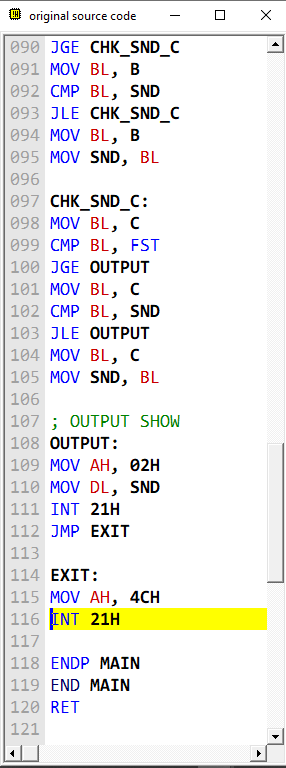 original source code
090 JGE CHK_SND_C
091 MOV BL, B
092 CMP BL, SND
093 JLE CHK_SND_C
094 MOV BL, B
095 MOV SND, BL
096
097 CHK_SND_C:
098 MOV BL, C
099 CMP BL, FST
100 JGE OUTPUT
101 MOV BL, C
102 CMP BL, SND
103 JLE OUTPUT
104 MOV BL, C
105 MOV SND, BL
106
107 ; OUTPUT SHOW
108 OUTPUT:
109 MOV AH, 02H
110 MOV DL, SND
111 INT 21H
112 JMP EXIT
113
114 EXIT:
115 MOV AH, 4CH
116 INT 21H
117
118 ENDP MAIN
119 END MAIN
120 RET
121